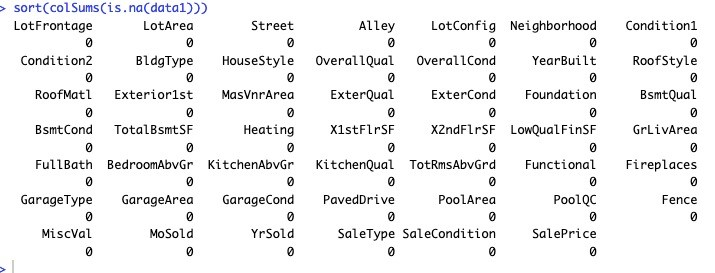 > sort(colSums(is.na(data1)))
LotFrontage LotArea Street Alley LotConfig Neighborhood Condition1
0 0 0 0 0 0 0
Condition2 BldgType HouseStyle OverallQual OverallCond YearBuilt RoofStyle
0 0 0 0 0 0 0
RoofMatl Exterior1st MasVnrArea ExterQual ExterCond Foundation BsmtQual
0 0 0 0 0 0 0
BsmtCond TotalBsmtSF Heating X1stFlrSF X2ndFlrSF LowQualFinSF GrLivArea
0 0 0 0 0 0 0
FullBath BedroomAbvGr KitchenAbvGr KitchenQual TotRmsAbvGrd Functional Fireplaces
0 0 0 0 0 0 0
GarageType GarageArea GarageCond PavedDrive PoolArea PoolQC Fence
0 0 0 0 0 0 0
MiscVal MoSold YrSold SaleType SaleCondition SalePrice
0 0 0 0 0 0
>